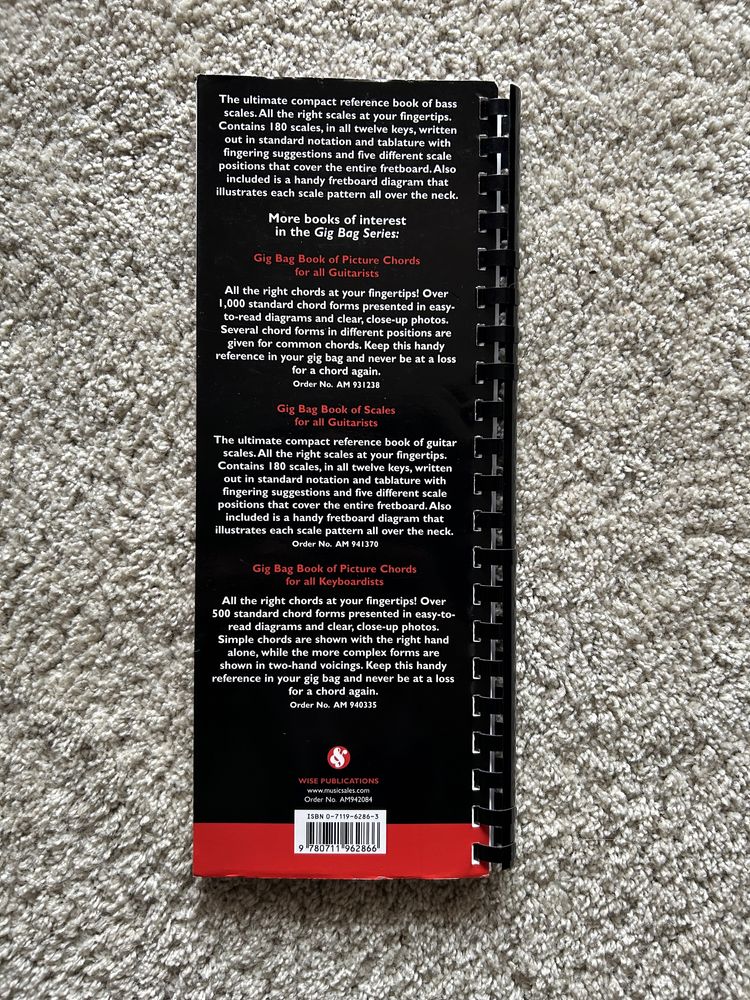 The ultimate compact reference book of bass
scales. All the right scales at your fingertips.
Contains 180 scales, in all twelve keys, written
out in standard notation and tablature with
fingering suggestions and five different scale
positions that cover the entire fretboard. Also
included is a handy fretboard diagram that
illustrates each scale pattern all over the neck.
More books of interest
in the Gig Bag Series:
Gig Bag Book of Picture Chords
for all Guitarists
All the right chords at your fingertips! Over
1,000 standard chord forms presented in easy-
to-read diagrams and clear, close-up photos.
Several chord forms in different positions are
given for common chords. Keep this handy
reference in your gig bag and never be at a loss
for a chord again.
Order No. AM 931238
Gig Bag Book of Scales
for all Guitarists
The ultimate compact reference book of guitar
scales. All the right scales at your fingertips.
Contains 180 scales, in all twelve keys, written
out in standard notation and tablature with
fingering suggestions and five different scale
positions that cover the entire fretboard. Also
included is a handy fretboard diagram that
illustrates each scale pattern all over the neck.
Order No. AM 941370
Gig Bag Book of Picture Chords
for all Keyboardists
All the right chords at your fingertips! Over
500 standard chord forms presented in easy-to-
read diagrams and clear, close-up photos.
Simple chords are shown with the right hand
alone, while the more complex forms are
shown in two-hand voicings. Keep this handy
reference in your gig bag and never be at a loss
for a chord again.
Order No. AM 940335
WISE PUBLICATIONS
www.musicsales.com
Order No. AM942084
ISBN 0-7119-6286-3
9 780711 962866